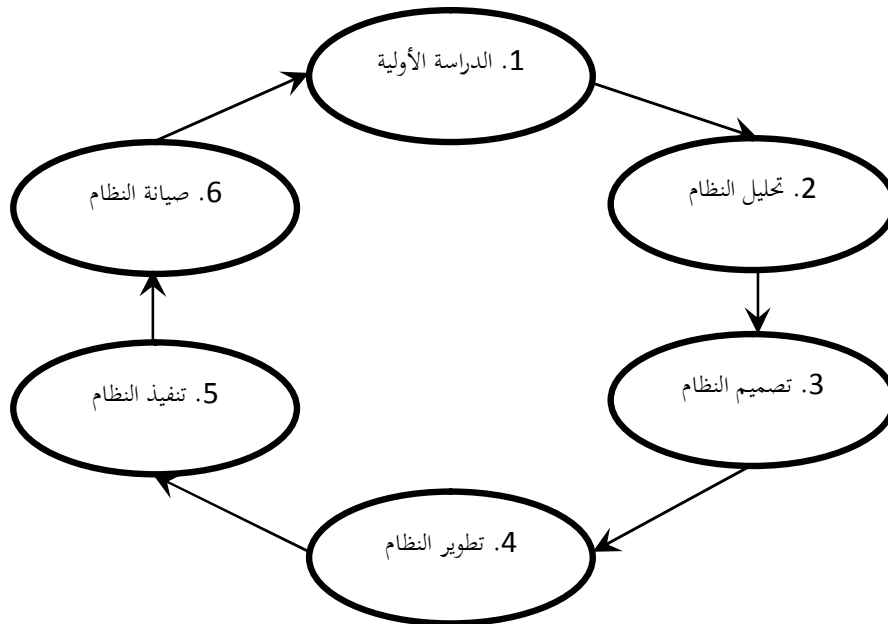 1. الدراسة الأولية
2. تحليل النظام
3. تصميم النظام
4. تطوير النظام
5. تنفيذ النظام
6. صيانة النظام